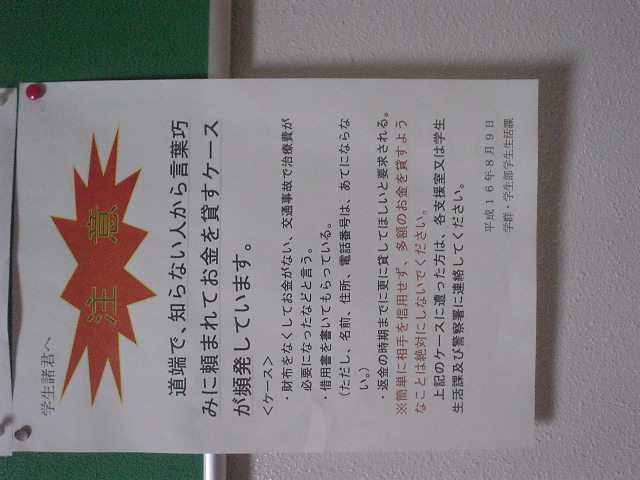 学生諸君へ
注意
道端で、知らない人から言葉巧
みに頼まれてお金を貸すケース
が頻発しています。
<ケース>
・財布をなくしてお金がない、交通事故で治療費が
必要になったなどと言う。
・借用書を書いてもらっている。
(ただし、名前、住所、電話番号は、あてにならな
い。)
・返金の時期までに更に貸してほしいと要求される。
※簡単に相手を信用せず、多額のお金を貸すよう
なことは絶対にしないでください。
上記のケースに遭った方は、各支援室又は学生
生活課及び警察署に連絡してください。
平成16年8月9日
学群・学生部学生生活課